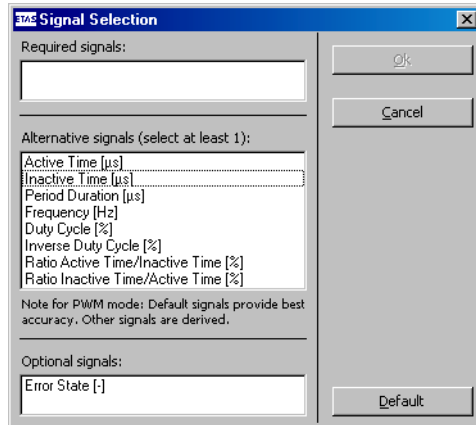 ETAS Signal Selection
Required signals:
Ok
Cancel
Alternative signals (select at least 1):
Active Time [µs]
Inactive Time [µs]
Period Duration [µs]
Frequency [Hz]
Duty Cycle [%]
Inverse Duty Cycle [%]
Ratio Active Time/Inactive Time [%]
Ratio Inactive Time/Active Time [%]
Note for PWM mode: Default signals provide best
accuracy. Other signals are derived.
Optional signals:
Error State [-]
Default